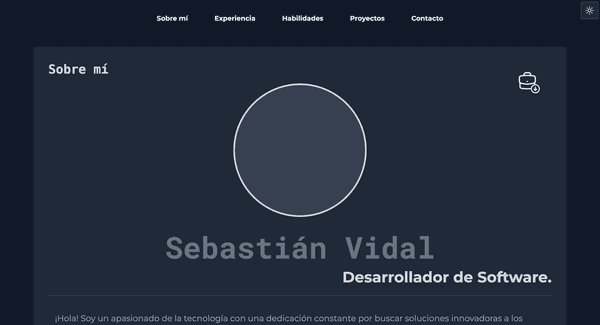 Sobre mí Experiencia Habilidades Proyectos Contacto
Sobre mí
Sebastián Vidal
Desarrollador de Software.
¡Hola! Soy un apasionado de la tecnología con una dedicación constante por buscar soluciones innovadoras a los